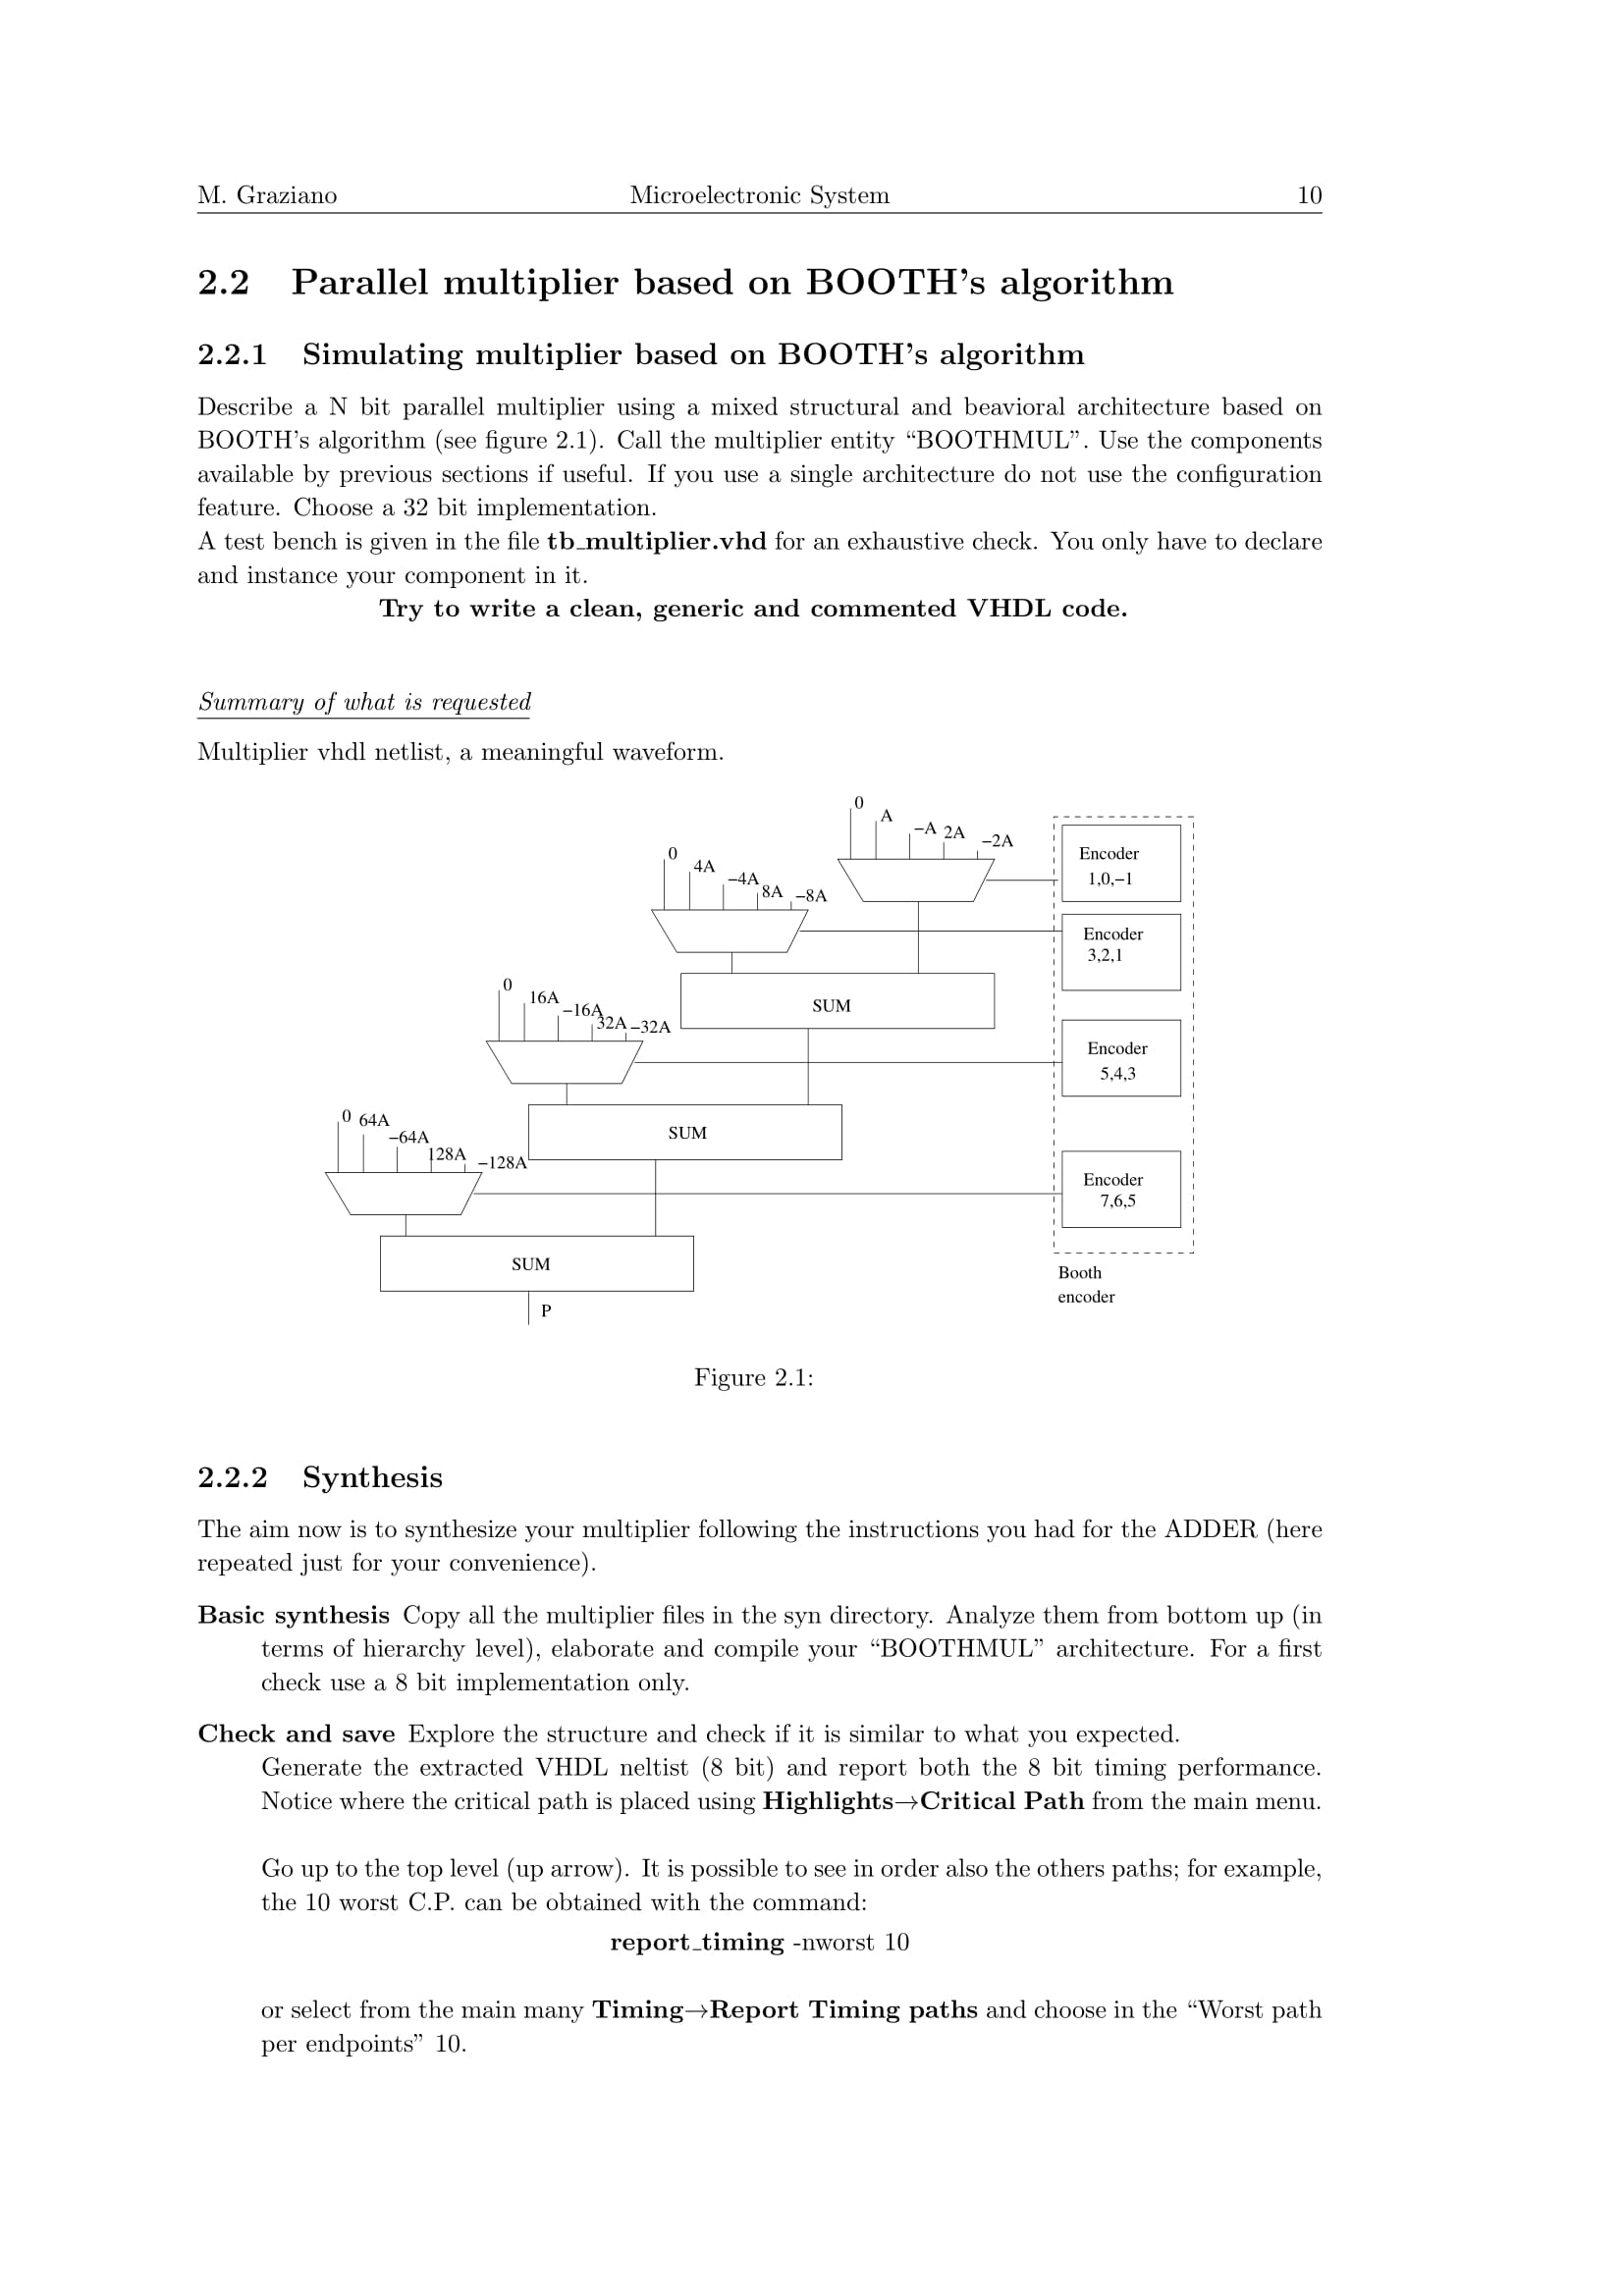 M. Graziano Microelectronic System 10
2.2 Parallel multiplier based on BOOTH's algorithm
2.2.1 Simulating multiplier based on BOOTH's algorithm
Describe a N bit parallel multiplier using a mixed structural and beavioral architecture based on
BOOTH's algorithm (see figure 2.1). Call the multiplier entity “BOOTHMUL”. Use the components
available by previous sections if useful. If you use a single architecture do not use the configuration
feature. Choose a 32 bit implementation.
A test bench is given in the file tb_multiplier.vhd for an exhaustive check. You only have to declare
and instance your component in it.
Try to write a clean, generic and commented VHDL code.
Summary of what is requested
Multiplier vhdl netlist, a meaningful waveform.
0
A
−A
2A
−2A
Encoder
1,0,−1
0
4A
−4A
8A
−8A
Encoder
3,2,1
SUM
0
16A
−16A
32A
−32A
Encoder
5,4,3
SUM
0
64A
−64A
128A
−128A
Encoder
7,6,5
SUM
Booth
encoder
P
Figure 2.1:
2.2.2 Synthesis
The aim now is to synthesize your multiplier following the instructions you had for the ADDER (here
repeated just for your convenience).
Basic synthesis Copy all the multiplier files in the syn directory. Analyze them from bottom up (in
terms of hierarchy level), elaborate and compile your “BOOTHMUL” architecture. For a first
check use a 8 bit implementation only.
Check and save Explore the structure and check if it is similar to what you expected.
Generate the extracted VHDL neltist (8 bit) and report both the 8 bit timing performance.
Notice where the critical path is placed using Highlights→Critical Path from the main menu.
Go up to the top level (up arrow). It is possible to see in order also the others paths; for example,
the 10 worst C.P. can be obtained with the command:
report_timing -nworst 10
or select from the main many Timing→Report Timing paths and choose in the “Worst path
per endpoints” 10.